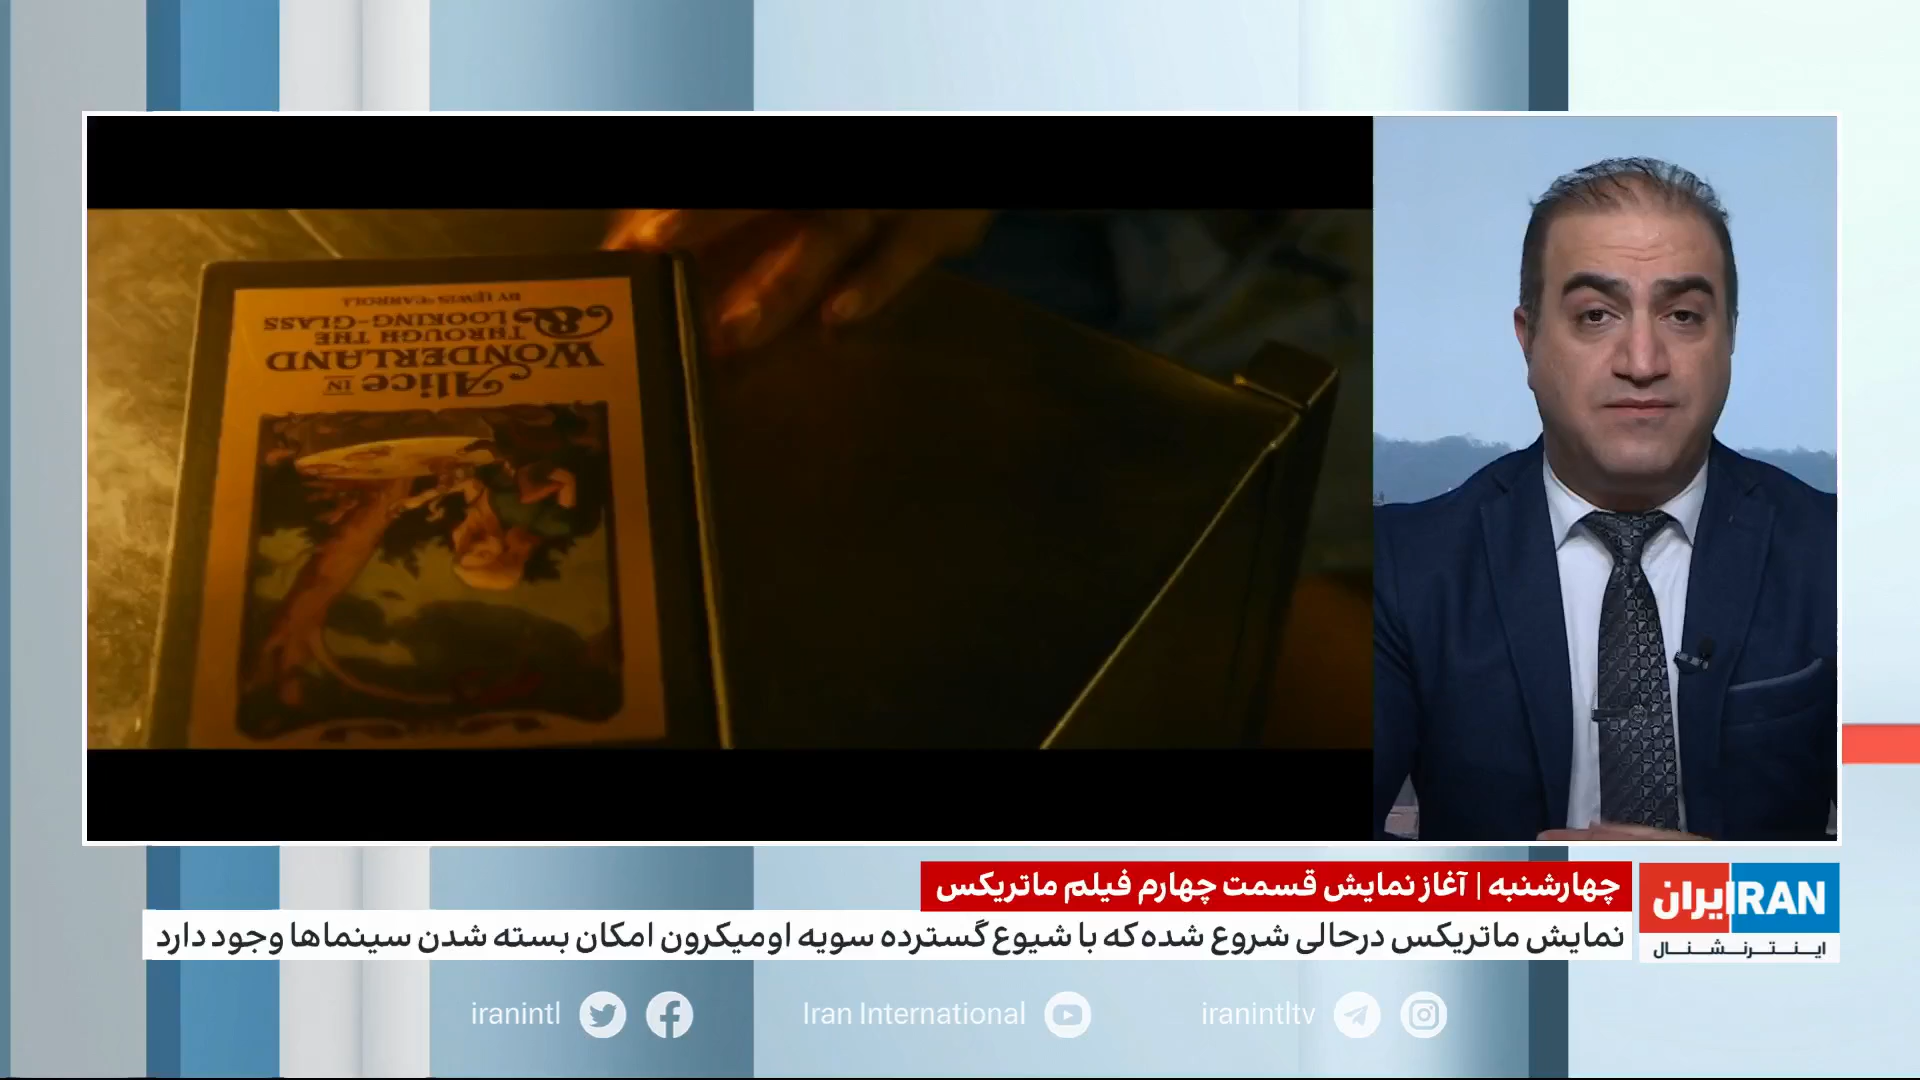 BY LEWIS CARROLL
& LOOKING-GLASS
THROUGH THE
WONDERLAND
Alice IN
چهارشنبه | آغاز نمایش قسمت چهارم فیلم ماتریکس
نمایش ماتریکس درحالی شروع شده که با شیوع گسترده سویه اومیکرون امکان بسته شدن سینماها وجود دارد
ایران IRAN
اینترنشنال
iranintl
Iran International
iranintltv